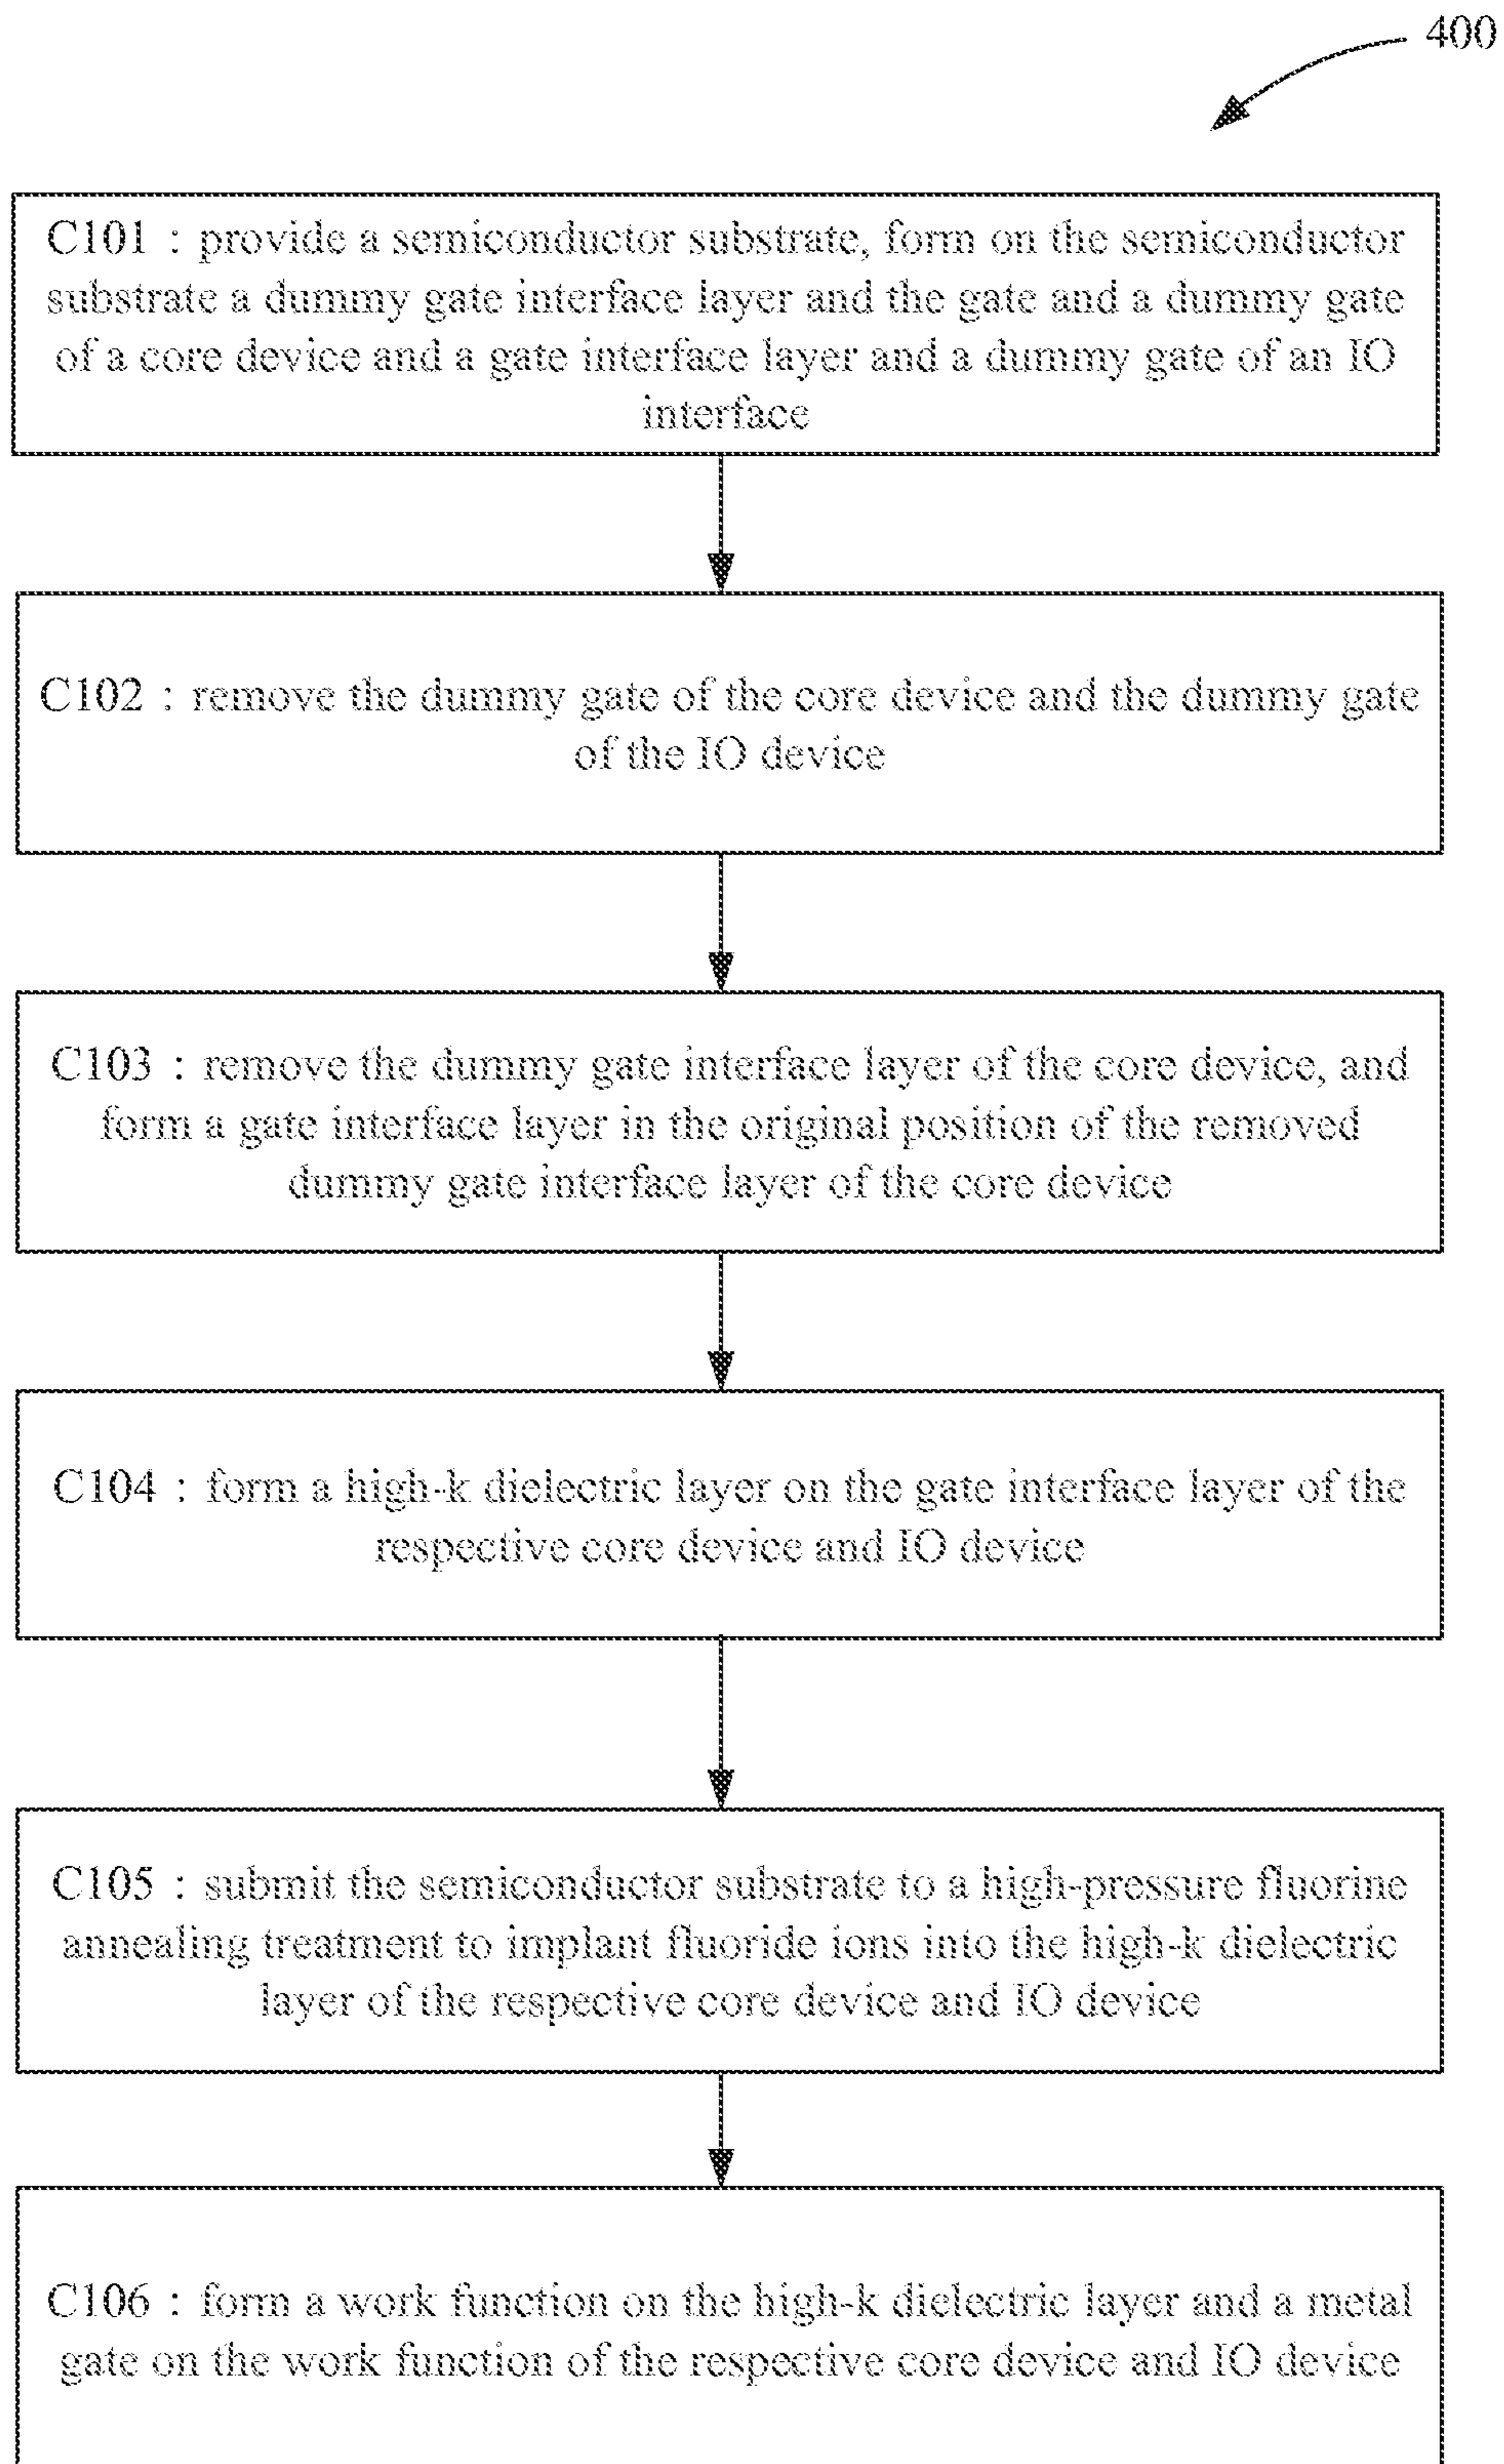 400
C101 : provide a semiconductor substrate, form on the semiconductor
substrate a dummy gate interface layer and the gate and a dummy gate
of a core device and a gate interface layer and a dummy gate of an IO
interface
C102 : remove the dummy gate of the core device and the dummy gate
of the IO device
C103 : remove the dummy gate interface layer of the core device, and
form a gate interface layer in the original position of the removed
dummy gate interface layer of the core device
C104 : form a high-k dielectric layer on the gate interface layer of the
respective core device and IO device
C105 : submit the semiconductor substrate to a high-pressure fluorine
annealing treatment to implant fluoride ions into the high-k dielectric
layer of the respective core device and IO device
C106 : form a work function on the high-k dielectric layer and a metal
gate on the work function of the respective core device and IO device